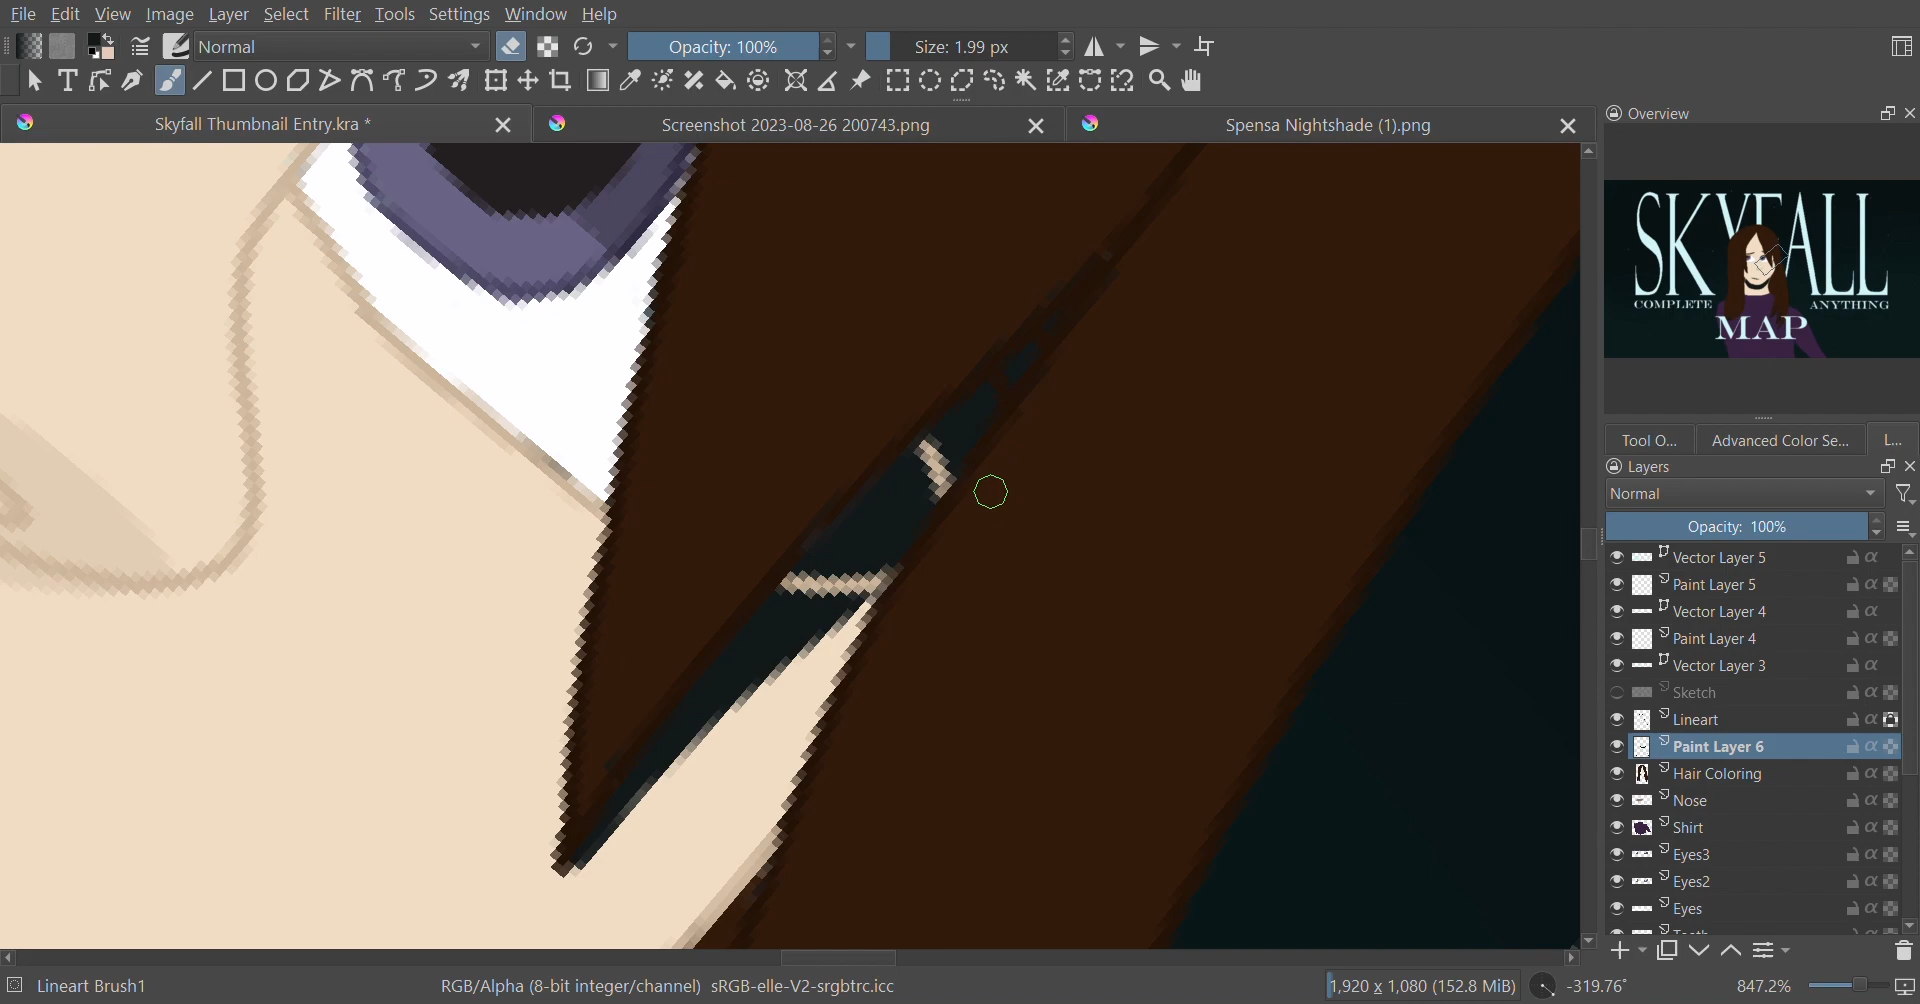 File Edit View Image Layer Select Filter Tools Settings Window Help
Normal Opacity: 100% Size: 1.99 px
Skyfall Thumbnail Entry.kra * Screenshot 2023-08-26 200743.png Spensa Nightshade (1).png
Overview
SKYFALL
COMPLETE ANYTHING
MAP
Tool O... Advanced Color Se... L...
Layers
Normal
Opacity: 100%
Vector Layer 5
Paint Layer 5
Vector Layer 4
Paint Layer 4
Vector Layer 3
Sketch
Lineart
Paint Layer 6
Hair Coloring
Nose
Shirt
Eyes3
Eyes2
Eyes
Lineart Brush1 RGB/Alpha (8-bit integer/channel) sRGB-elle-V2-srgbtrc.icc 1,920 x 1,080 (152.8 MiB) -319.76° 847.2%